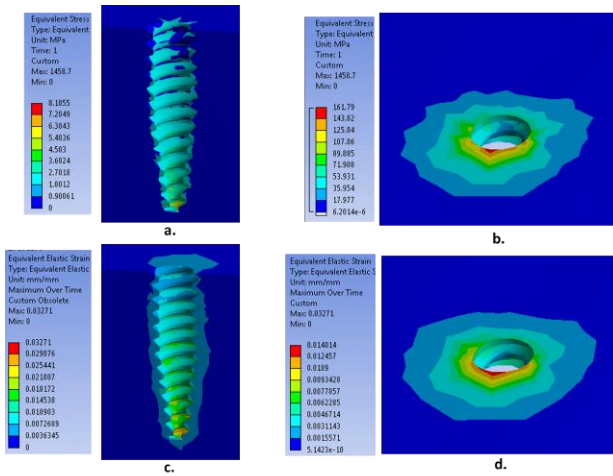 Equivalent Stress
Type: Equivalent
Unit: MPa
Time: 1
Custom
Max: 1458.7
Min: 0
8.1055
7.2049
6.3043
5.4036
4.503
3.6024
2.7018
1.8012
0.90061
0
a.
Equivalent Stress
Type: Equivalent
Unit: MPa
Time: 1
Custom
Max: 1458.7
Min: 0
161.79
143.82
125.84
107.86
89.885
71.908
53.931
35.954
17.977
6.2014e-6
b.
Equivalent Elastic Strain
Type: Equivalent Elastic
Unit: mm/mm
Maximum Over Time
Custom Obsolete
Max: 0.03271
Min: 0
0.03271
0.029076
0.025441
0.021807
0.018172
0.014538
0.010903
0.0072689
0.0036345
0
c.
Equivalent Elastic Strain
Type: Equivalent Elastic S
Unit: mm/mm
Maximum Over Time
Custom
Max: 0.03271
Min: 0
0.014014
0.012457
0.0109
0.0093428
0.0077857
0.0062285
0.0046714
0.0031143
0.0015571
5.1423e-10
d.